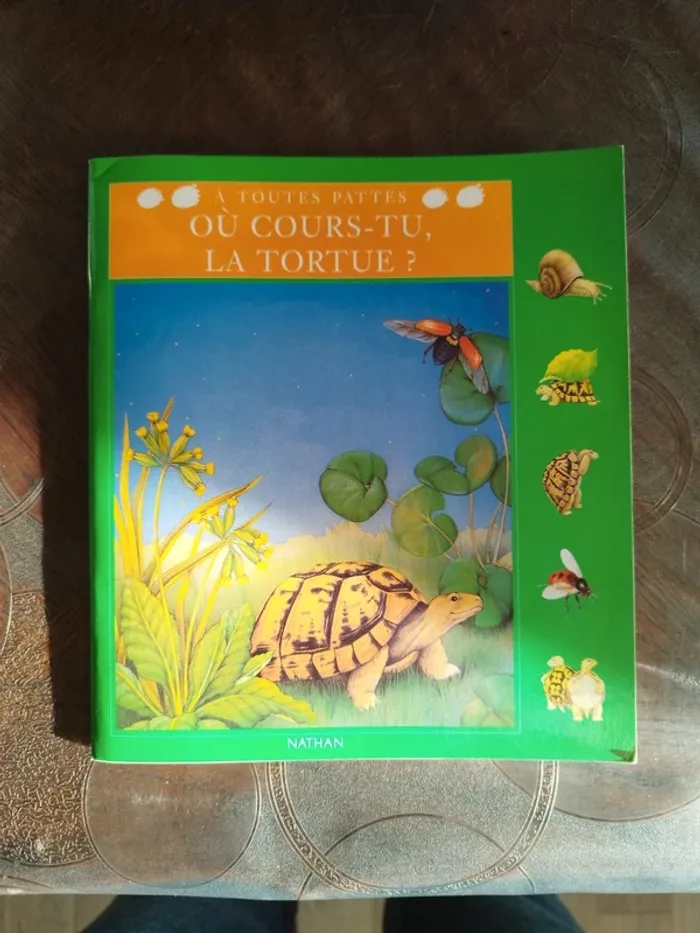 À TOUTES PATTES
OÙ COURS-TU,
LA TORTUE ?
NATHAN